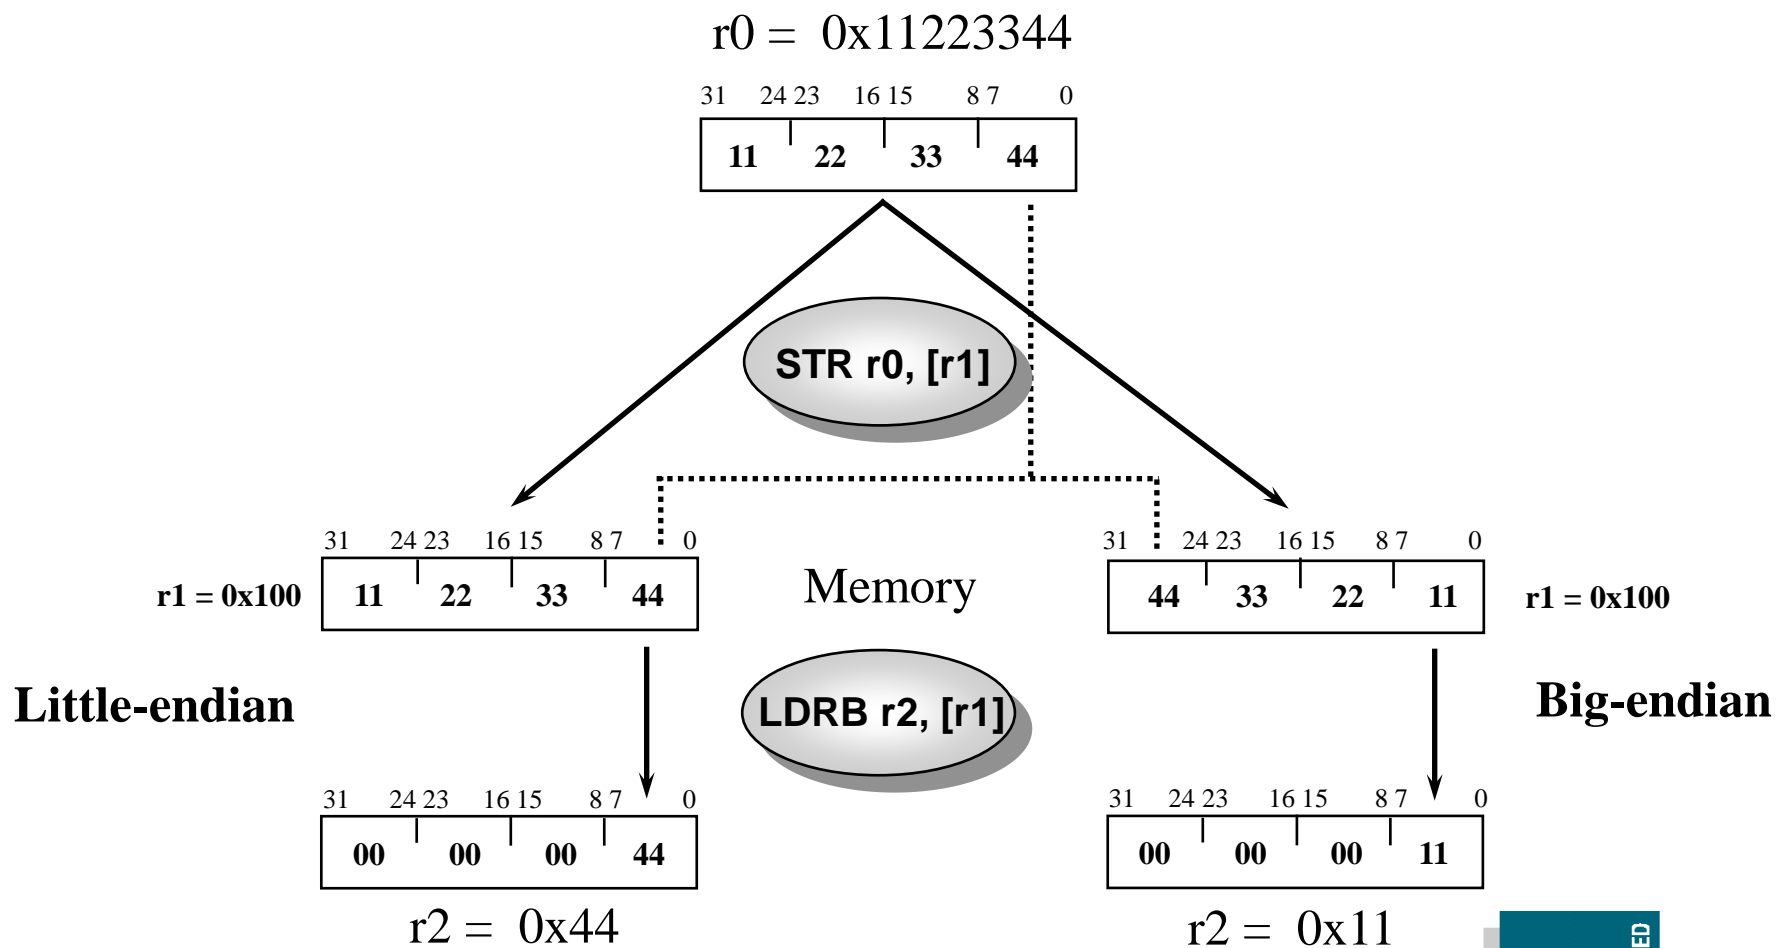 r0 = 0x11223344
31 24 23 16 15 8 7 0
11 22 33 44
STR r0, [r1]
31 24 23 16 15 8 7 0
31 24 23 16 15 8 7 0
r1 = 0x100 11 22 33 44
Memory
44 33 22 11 r1 = 0x100
Little-endian
LDRB r2, [r1]
Big-endian
31 24 23 16 15 8 7 0
31 24 23 16 15 8 7 0
00 00 00 44
00 00 00 11
r2 = 0x44
r2 = 0x11
ED